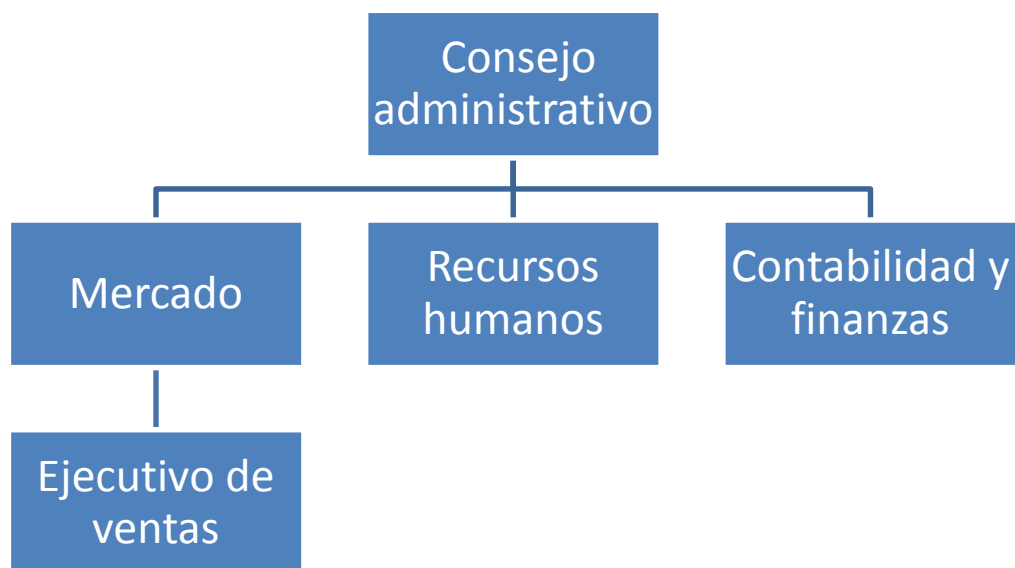 Consejo
administrativo
Mercado
Recursos
humanos
Contabilidad y
finanzas
Ejecutivo de
ventas